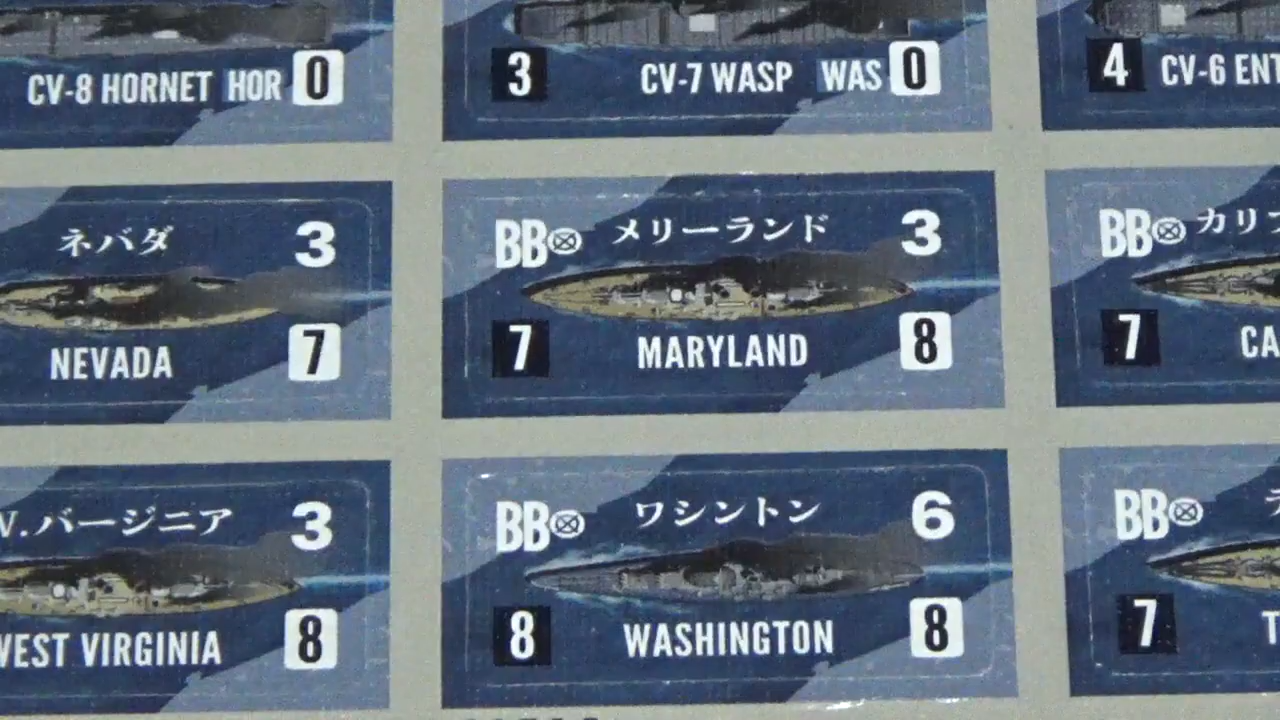 CV-8 HORNET HOR 0
3 CV-7 WASP WAS 0
4 CV-6 ENT
ネバダ 3
NEVADA 7
BB メリーランド 3
7 MARYLAND 8
BB カリフ
7 CA
W.バージニア 3
WEST VIRGINIA 8
BB ワシントン 6
8 WASHINGTON 8
BB テ
7 T